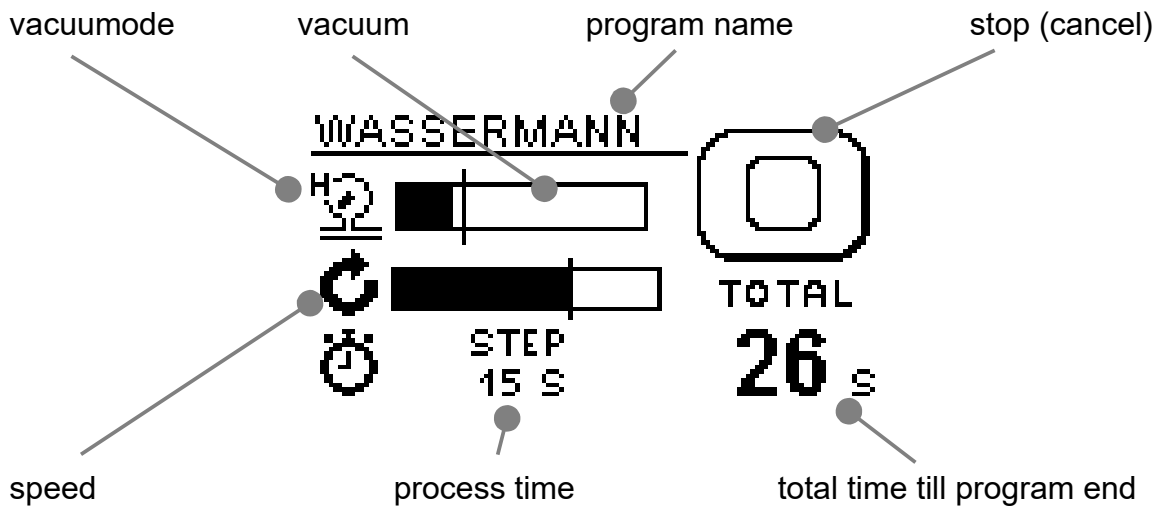 vacuumode vacuum program name stop (cancel)
WASSERMANN
H
TOTAL
STEP
26 S
15 S
speed process time total time till program end